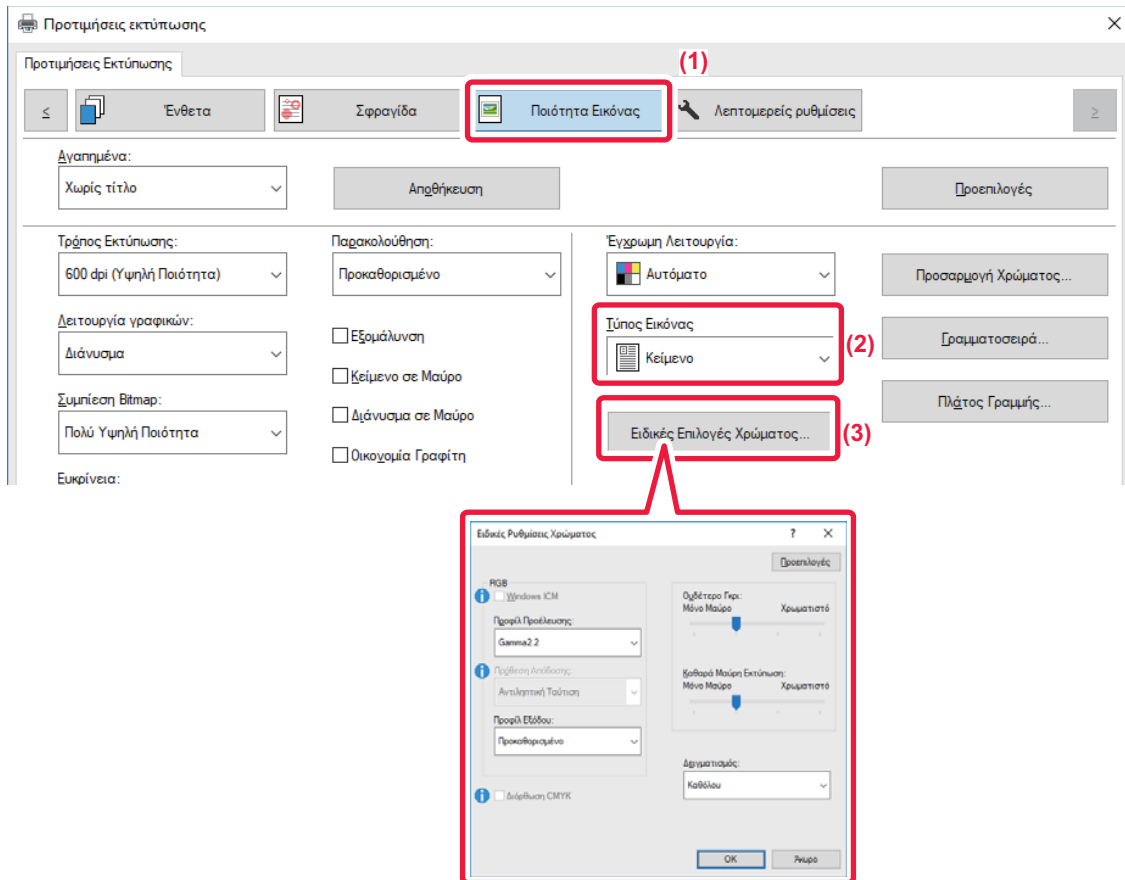 Προτιμήσεις εκτύπωσης
Προτιμήσεις Εκτύπωσης
(1)
≤ Ένθετα Σφραγίδα Ποιότητα Εικόνας Λεπτομερείς ρυθμίσεις ≥
Αγαπημένα:
Χωρίς τίτλο Αποθήκευση Προεπιλογές
Τρόπος Εκτύπωσης: Παρακολούθηση: Έγχρωμη Λειτουργία:
600 dpi (Υψηλή Ποιότητα) Προκαθορισμένο Αυτόματο Προσαρμογή Χρώματος...
Λειτουργία γραφικών: Εξομάλυνση Τύπος Εικόνας
Διάνυσμα Κείμενο (2) Γραμματοσειρά...
Κείμενο σε Μαύρο
Συμπίεση Bitmap: Διάνυσμα σε Μαύρο Πλάτος Γραμμής...
Πολύ Υψηλή Ποιότητα Ειδικές Επιλογές Χρώματος... (3)
Οικονομία Γραφίτη
Ευκρίνεια:
Ειδικές Ρυθμίσεις Χρώματος ?
Προεπιλογές
RGB
Windows ICM
Προφίλ Προέλευσης:
Gamma2.2
Πρόθεση Απόδοσης:
Αντιληπτική Ταύτιση
Προφίλ Εξόδου:
Προκαθορισμένο
Διόρθωση CMYK
Ουδέτερο Γκρι:
Μόνο Μαύρο Χρωματιστό
Καθαρά Μαύρη Εκτύπωση:
Μόνο Μαύρο Χρωματιστό
Δειγματισμός:
Καθόλου
OK Άκυρο